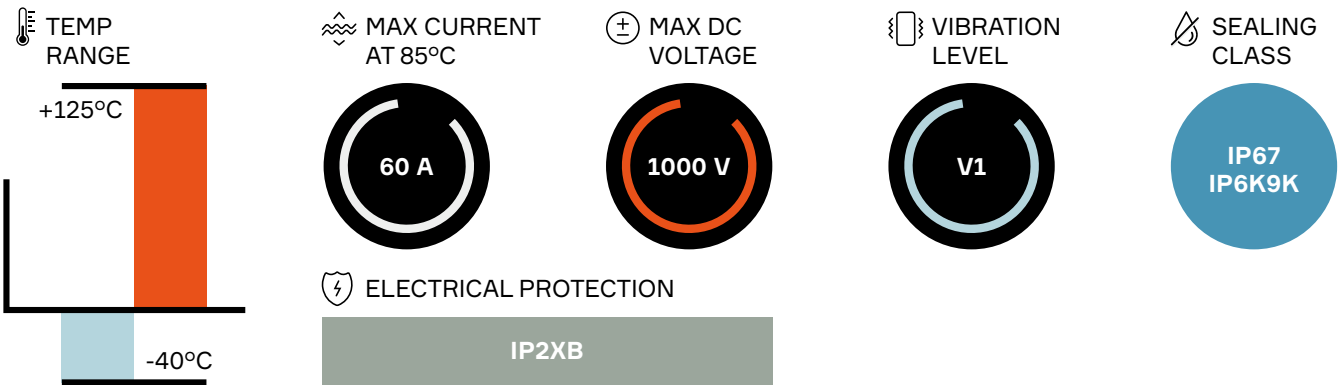 TEMP
RANGE
+125°C
-40°C
MAX CURRENT
AT 85°C
60 A
MAX DC
VOLTAGE
1000 V
VIBRATION
LEVEL
V1
SEALING
CLASS
IP67
IP6K9K
ELECTRICAL PROTECTION
IP2XB